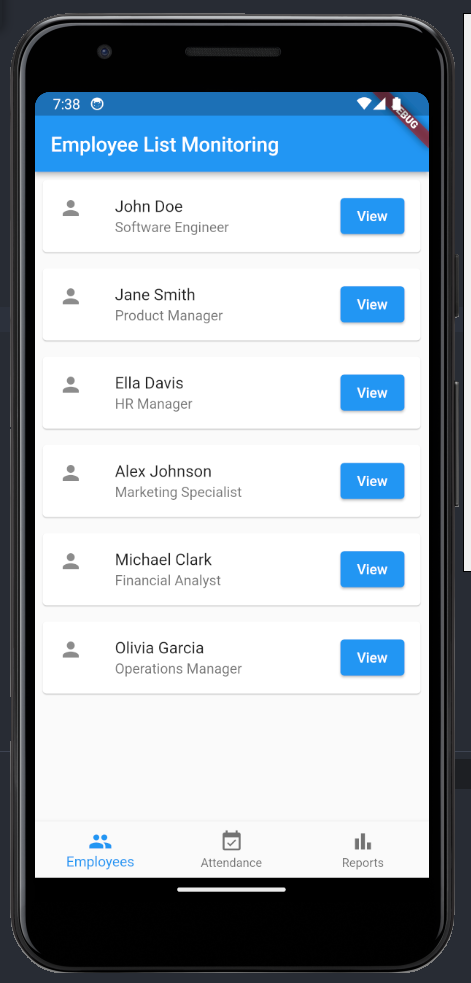 7:38
DEBUG
Employee List Monitoring
John Doe
Software Engineer
View
Jane Smith
Product Manager
View
Ella Davis
HR Manager
View
Alex Johnson
Marketing Specialist
View
Michael Clark
Financial Analyst
View
Olivia Garcia
Operations Manager
View
Employees
Attendance
Reports